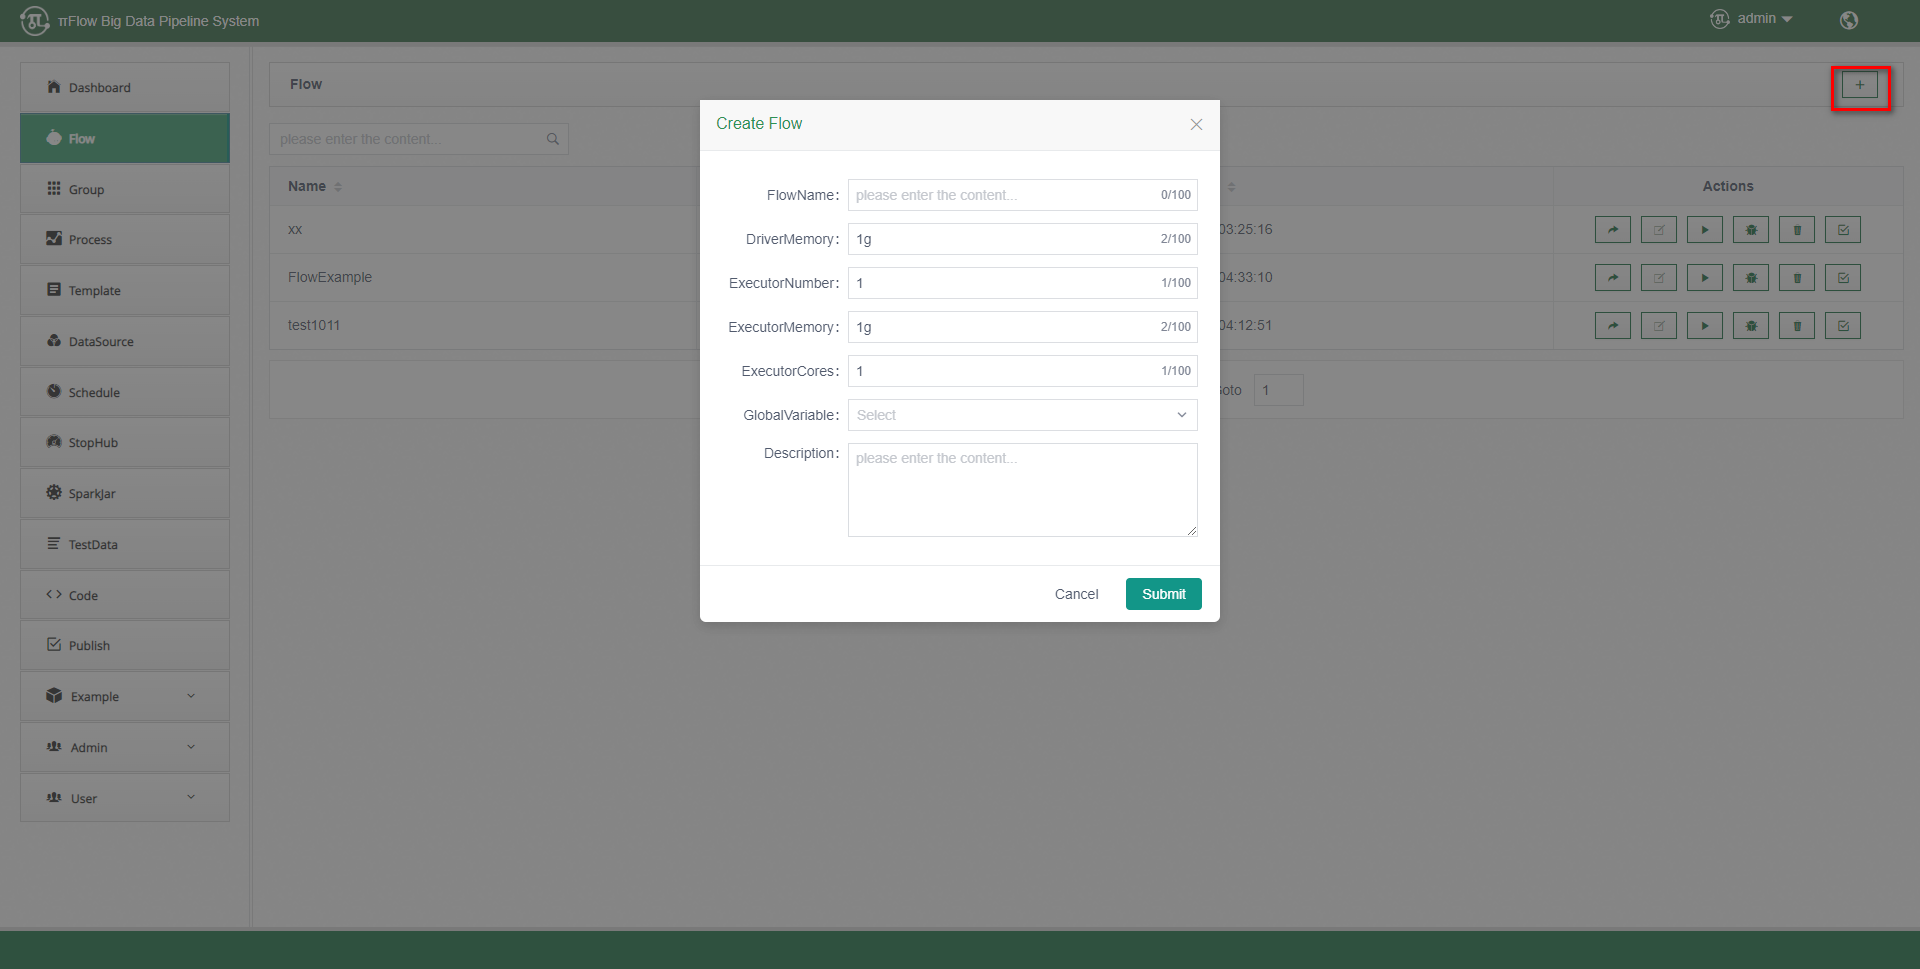 πFlow Big Data Pipeline System
admin
Dashboard
Flow
Group
Process
Template
DataSource
Schedule
StopHub
SparkJar
TestData
Code
Publish
Example
Admin
User
Flow
+
please enter the content...
Name
Actions
xx
03:25:16
FlowExample
04:33:10
test1011
04:12:51
1
Create Flow
FlowName:
please enter the content...
0/100
DriverMemory:
1g
2/100
ExecutorNumber:
1
1/100
ExecutorMemory:
1g
2/100
ExecutorCores:
1
1/100
GlobalVariable:
Select
Description:
please enter the content...
Cancel
Submit